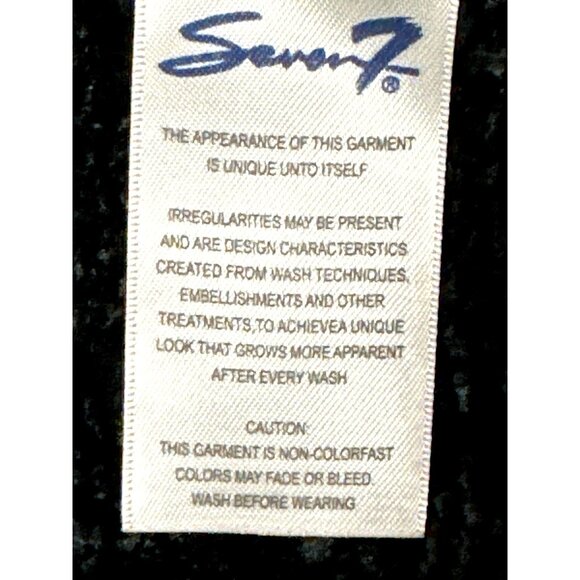 Seven7®
THE APPEARANCE OF THIS GARMENT
IS UNIQUE UNTO ITSELF
IRREGULARITIES MAY BE PRESENT
AND ARE DESIGN CHARACTERISTICS
CREATED FROM WASH TECHNIQUES,
EMBELLISHMENTS AND OTHER
TREATMENTS,TO ACHIEVEA UNIQUE
LOOK THAT GROWS MORE APPARENT
AFTER EVERY WASH
CAUTION:
THIS GARMENT IS NON-COLORFAST
COLORS MAY FADE OR BLEED.
WASH BEFORE WEARING